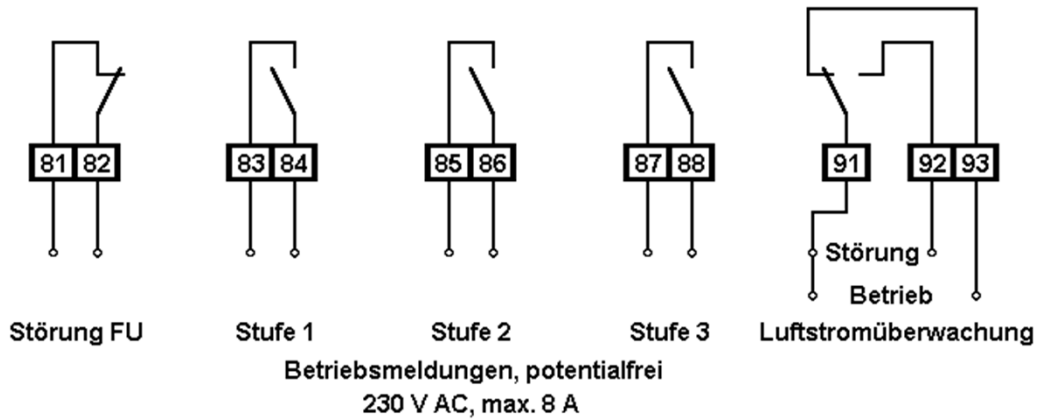 81 82 83 84 85 86 87 88 91 92 93
Störung
Betrieb
Störung FU Stufe 1 Stufe 2 Stufe 3 Luftstromüberwachung
Betriebsmeldungen, potentialfrei
230 V AC, max. 8 A